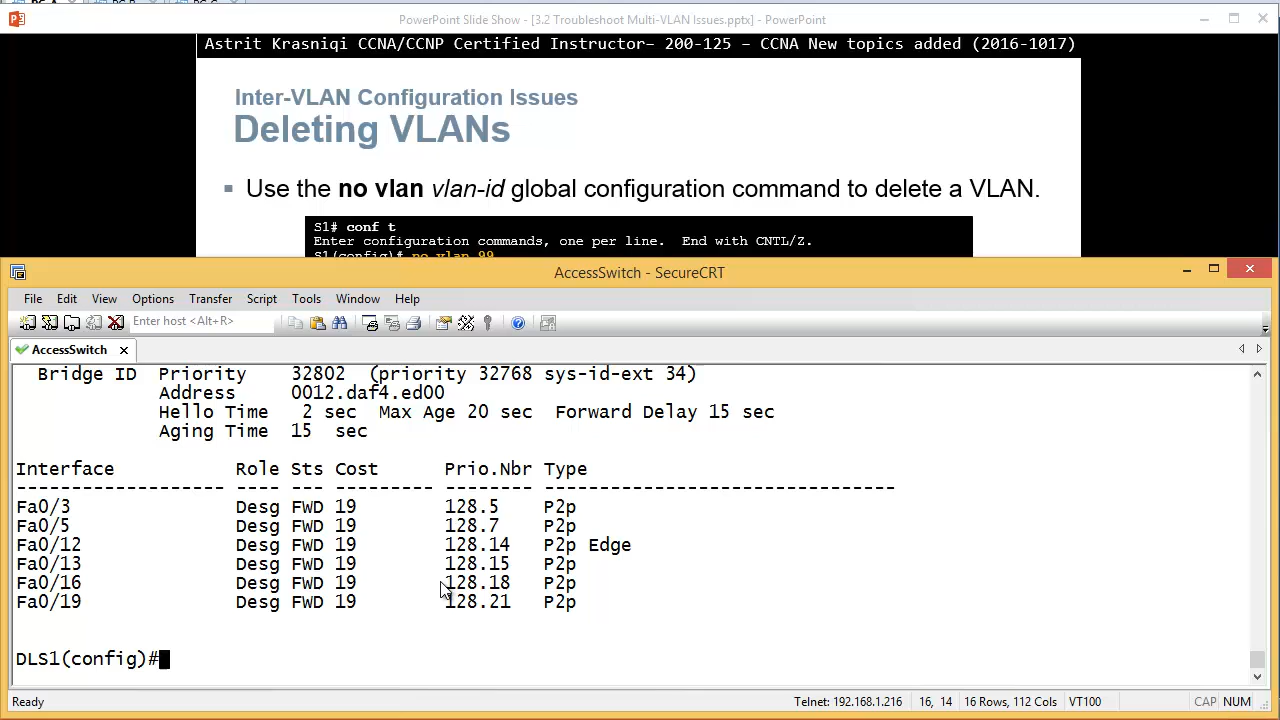 PowerPoint Slide Show - [3.2 Troubleshoot Multi-VLAN Issues.pptx] - PowerPoint
Astrit Krasniqi CCNA/CCNP Certified Instructor– 200-125 – CCNA New topics added (2016-1017)
Inter-VLAN Configuration Issues
Deleting VLANs
▪ Use the no vlan vlan-id global configuration command to delete a VLAN.
S1# conf t
Enter configuration commands, one per line. End with CNTL/Z.
S1(config)# no vlan 99
AccessSwitch - SecureCRT
File Edit View Options Transfer Script Tools Window Help
Enter host <Alt+R>
AccessSwitch
Bridge ID Priority 32802 (priority 32768 sys-id-ext 34)
Address 0012.daf4.ed00
Hello Time 2 sec Max Age 20 sec Forward Delay 15 sec
Aging Time 15 sec
Interface Role Sts Cost Prio.Nbr Type
------------------- ---- --- --------- -------- --------------------------------
Fa0/3 Desg FWD 19 128.5 P2p
Fa0/5 Desg FWD 19 128.7 P2p
Fa0/12 Desg FWD 19 128.14 P2p Edge
Fa0/13 Desg FWD 19 128.15 P2p
Fa0/16 Desg FWD 19 128.18 P2p
Fa0/19 Desg FWD 19 128.21 P2p
DLS1(config)#
Ready Telnet: 192.168.1.216 16, 14 16 Rows, 112 Cols VT100 CAP NUM